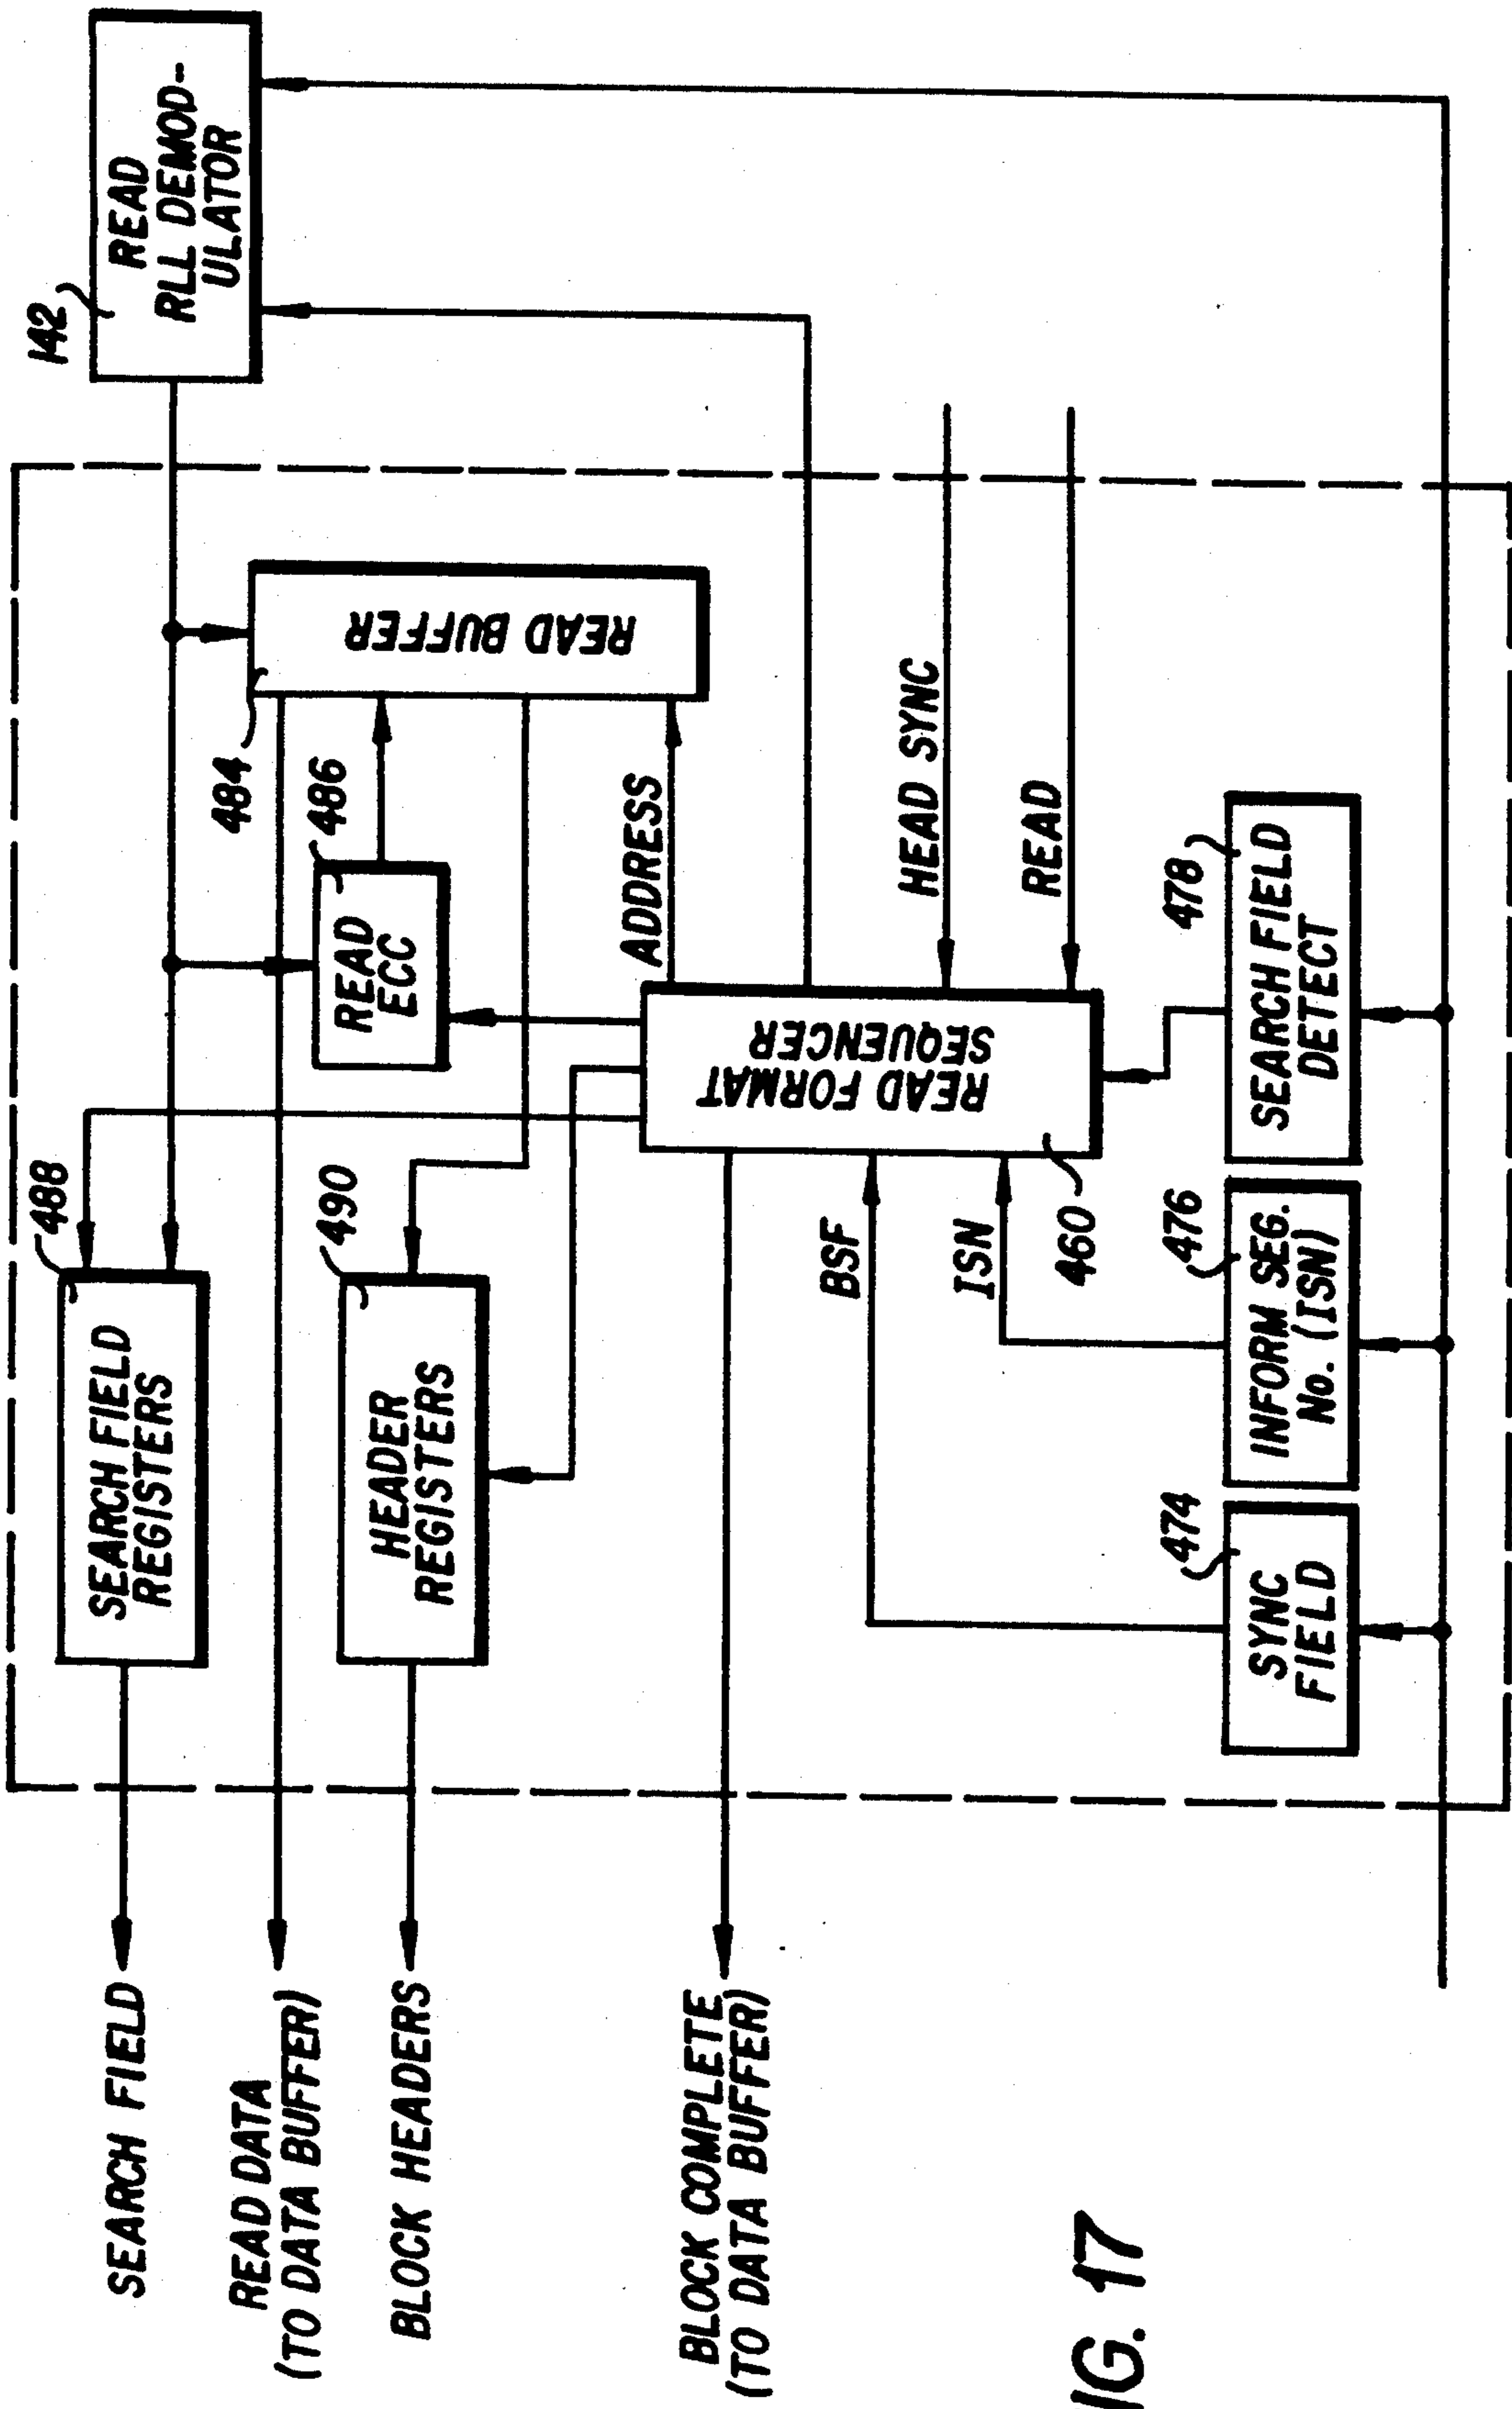 142
READ
RLL DEMOD-
ULATOR
SEARCH FIELD
READ DATA
(TO DATA BUFFER)
BLOCK HEADERS
BLOCK COMPLETE
(TO DATA BUFFER)
488
SEARCH FIELD
REGISTERS
490
HEADER
REGISTERS
484
READ BUFFER
486
READ
ECC
ADDRESS
READ FORMAT
SEQUENCER
460
HEAD SYNC
READ
BSF
ISN
474
SYNC
FIELD
476
INFORM SEG.
No. (ISN)
478
SEARCH FIELD
DETECT
IG. 17